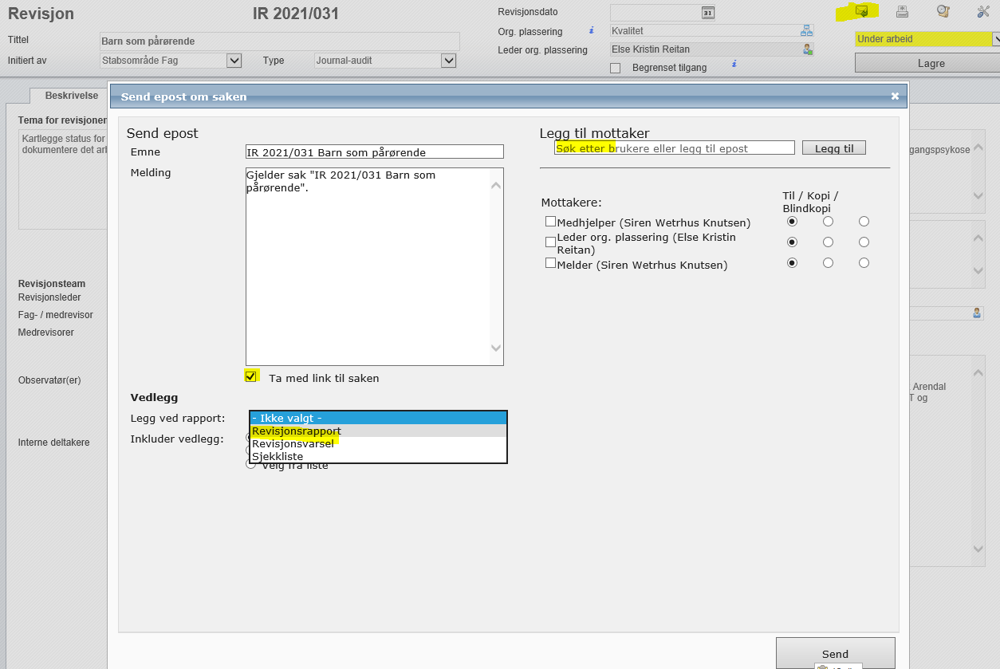 Revisjon
IR 2021/031
Revisjonsdato
31
Tittel
Barn som pårørende
Org. plassering
i
Kvalitet
Under arbeid
Initiert av
Stabsområde Fag
Type
Journal-audit
Leder org. plassering
Else Kristin Reitan
Begrenset tilgang
i
Lagre
Beskrivelse
Send epost om saken
Tema for revisjonen
Kartlegge status for
dokumentere det art
gangspsykose
Send epost
Emne
IR 2021/031 Barn som pårørende
Melding
Gjelder sak "IR 2021/031 Barn som
pårørende".
Legg til mottaker
Søk etter brukere eller legg til epost
Legg til
Mottakere:
Til / Kopi /
Blindkopi
Medhjelper (Siren Wetrhus Knutsen)
Leder org. plassering (Else Kristin
Reitan)
Melder (Siren Wetrhus Knutsen)
Revisjonsteam
Revisjonsleder
Fag- / medrevisor
Medrevisorer
Observatør(er)
Interne deltakere
Ta med link til saken
Arendal
T og
Vedlegg
Legg ved rapport:
- Ikke valgt -
Revisjonsrapport
Revisjonsvarsel
Sjekkliste
Inkluder vedlegg:
Velg fra liste
Send